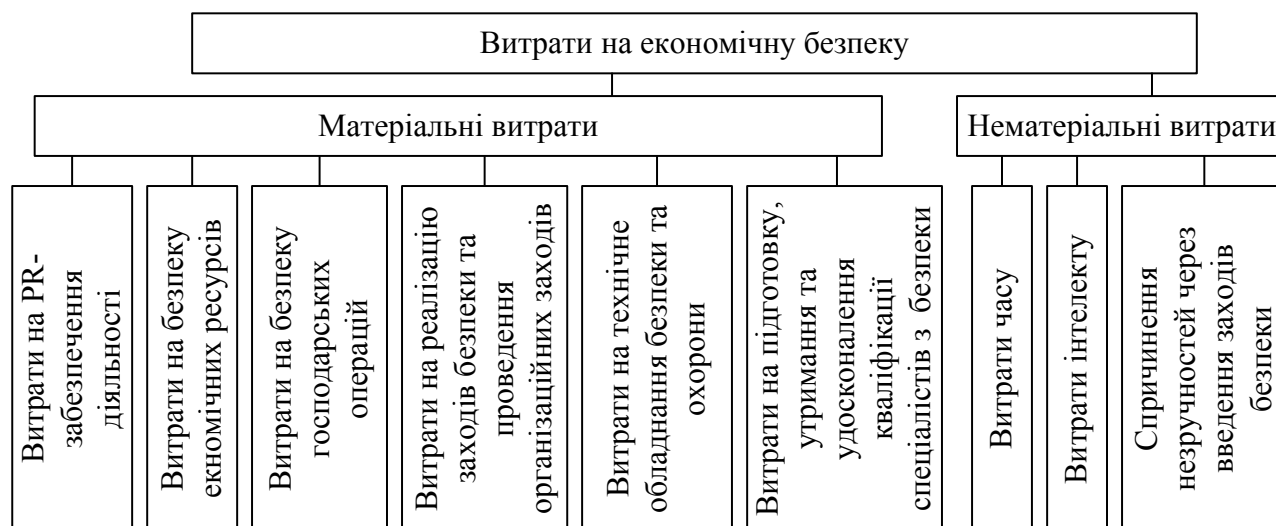 Витрати на економічну безпеку
Матеріальні витрати
Нематеріальні витрати
Витрати на PR-
забезпечення
діяльності
Витрати на безпеку
екномічних ресурсів
Витрати на безпеку
господарських
операцій
Витрати на реалізацію
заходів безпеки та
проведення
організаційних заходів
Витрати на технічне
обладнання безпеки та
охорони
Витрати на підготовку,
утримання та
удосконалення
кваліфікації
спеціалістів з безпеки
Витрати часу
Витрати інтелекту
Спричинення
незручностей через
введення заходів
безпеки